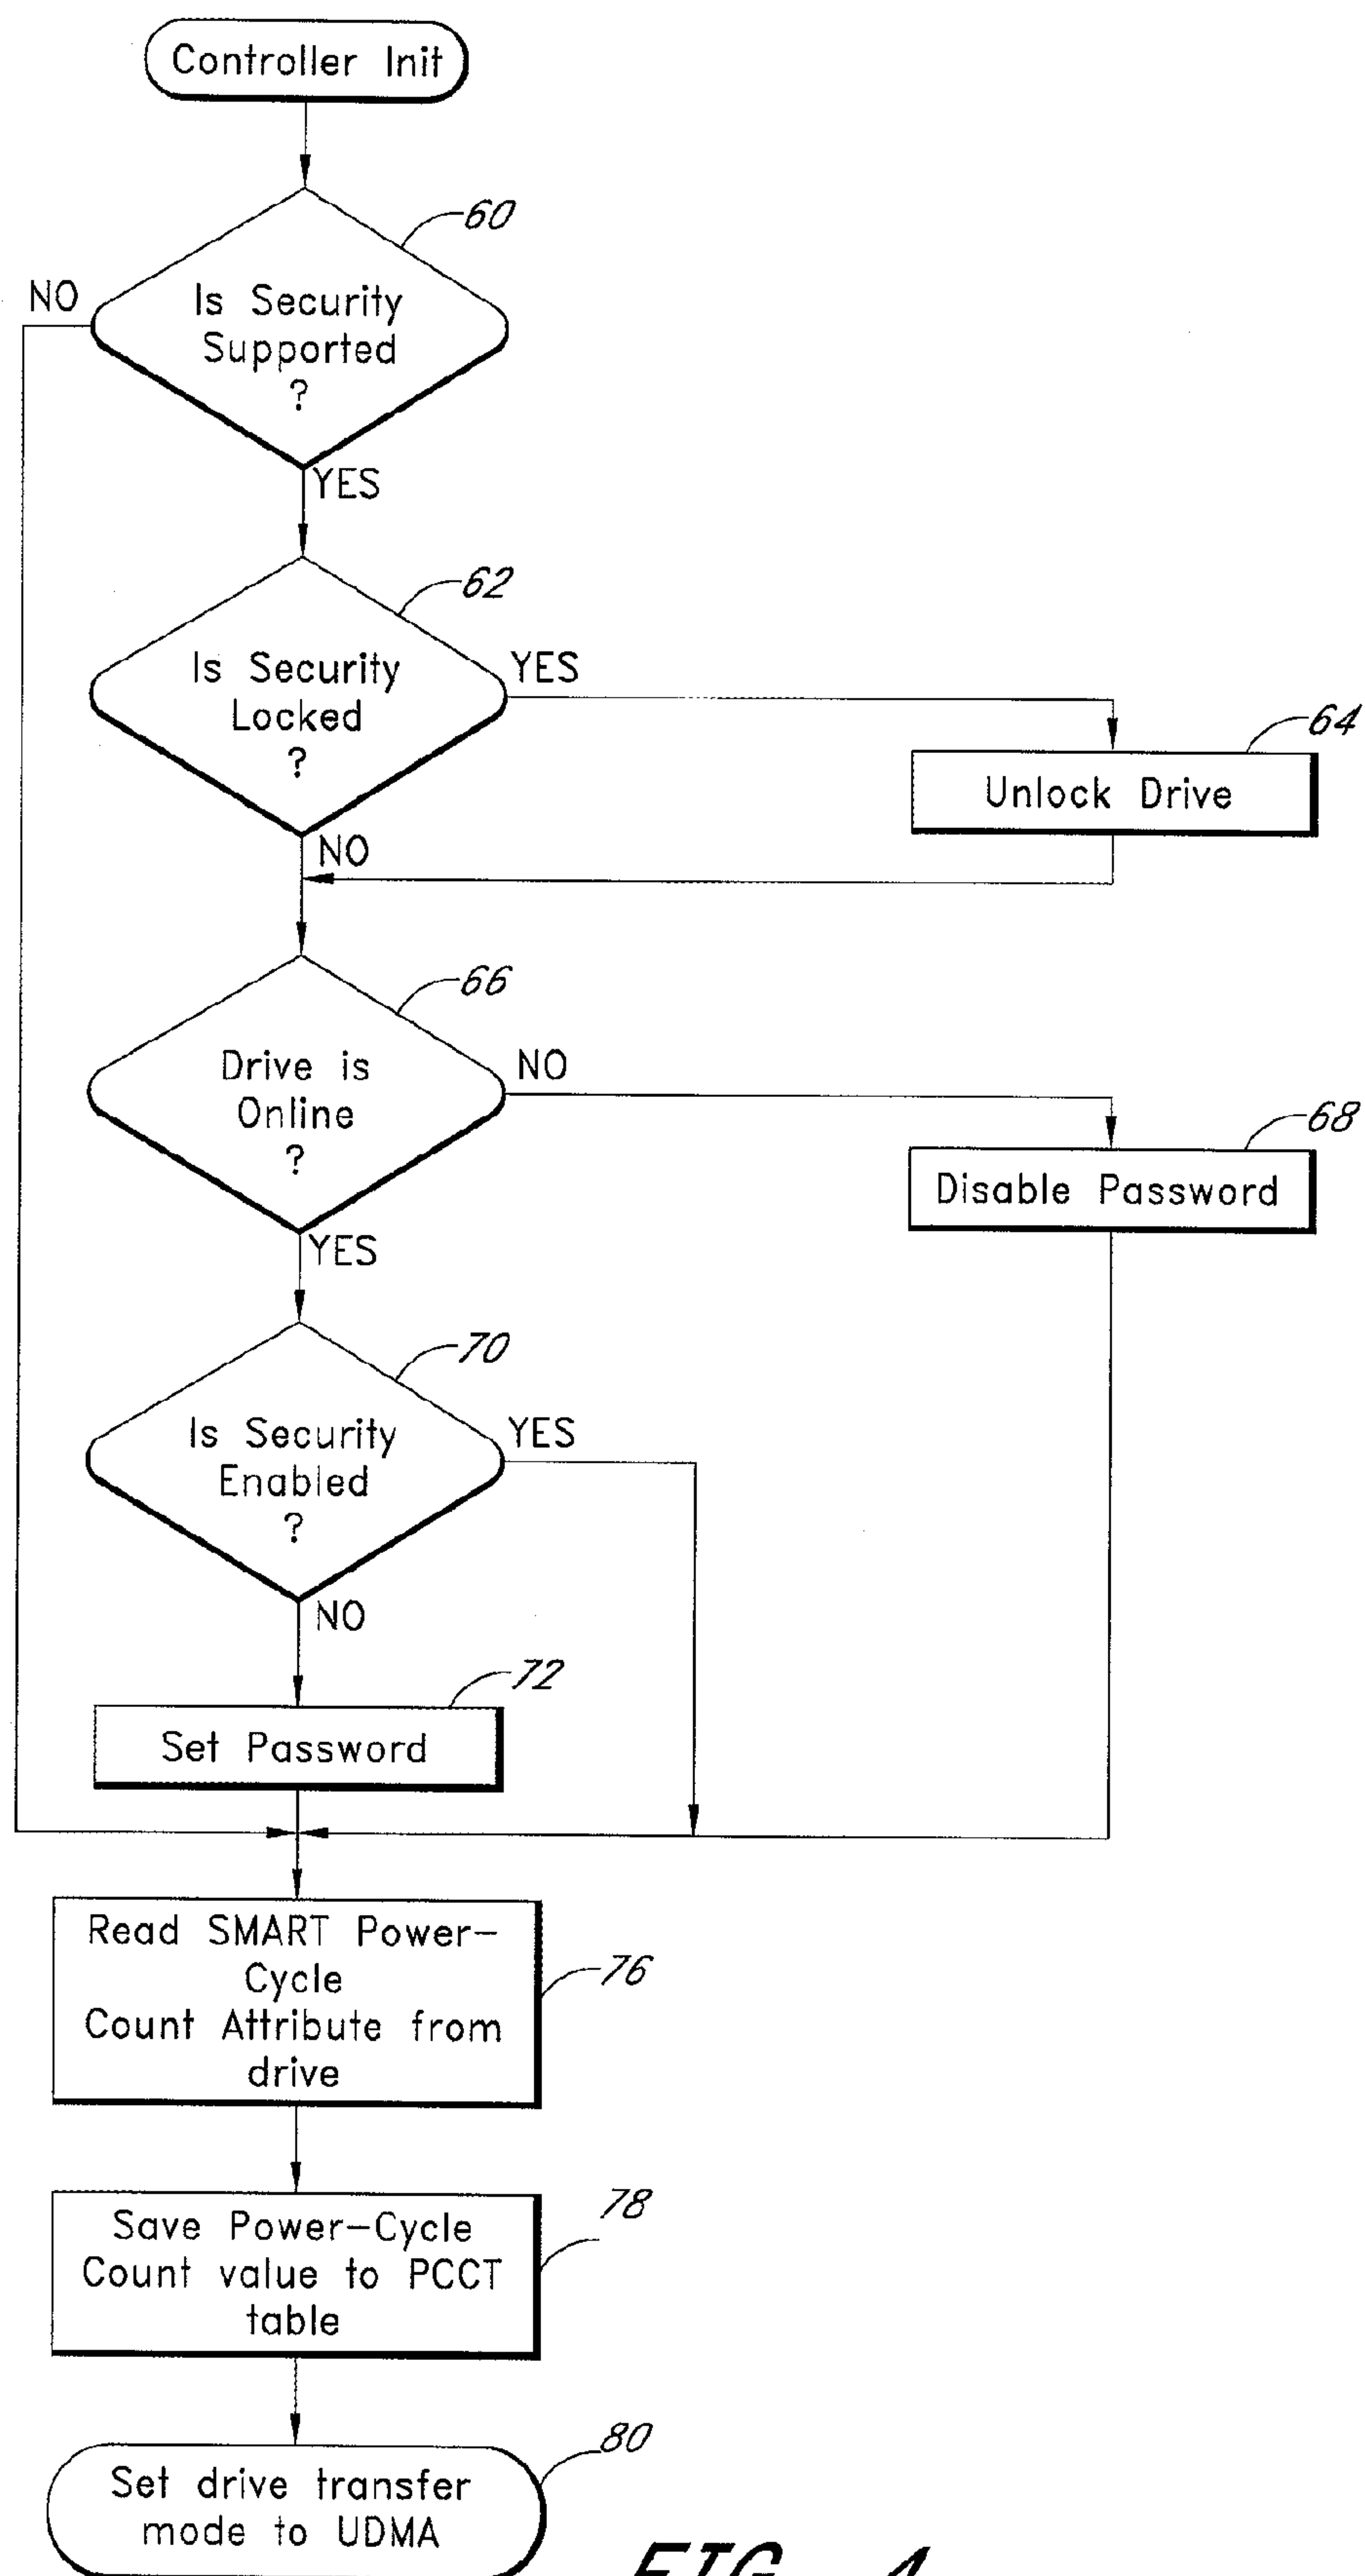 Controller Init
60
NO
Is Security
Supported
?
YES
62
Is Security
Locked
?
YES
64
Unlock Drive
NO
66
Drive is
Online
?
NO
68
Disable Password
YES
70
Is Security
Enabled
?
YES
NO
72
Set Password
Read SMART Power-
Cycle
Count Attribute from
drive
76
78
Save Power-Cycle
Count value to PCCT
table
80
Set drive transfer
mode to UDMA
FIG. 4